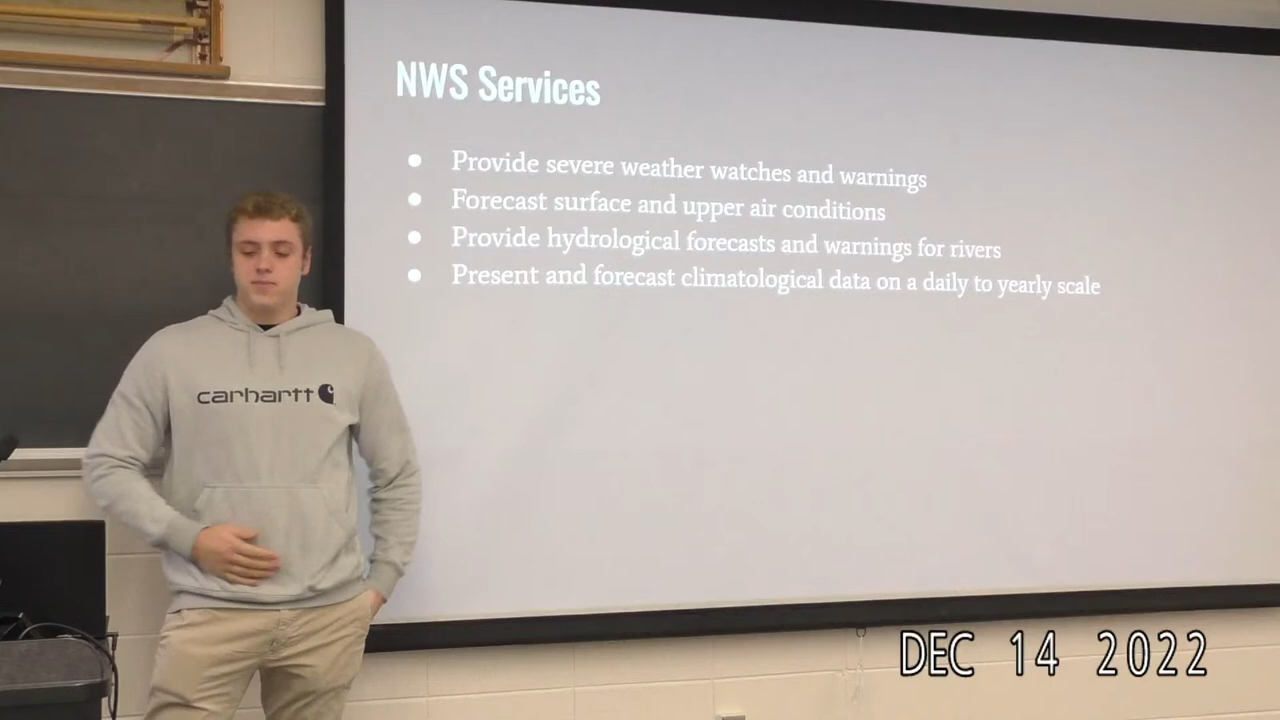 NWS Services
● Provide severe weather watches and warnings
● Forecast surface and upper air conditions
● Provide hydrological forecasts and warnings for rivers
● Present and forecast climatological data on a daily to yearly scale
carhartt
DEC 14 2022